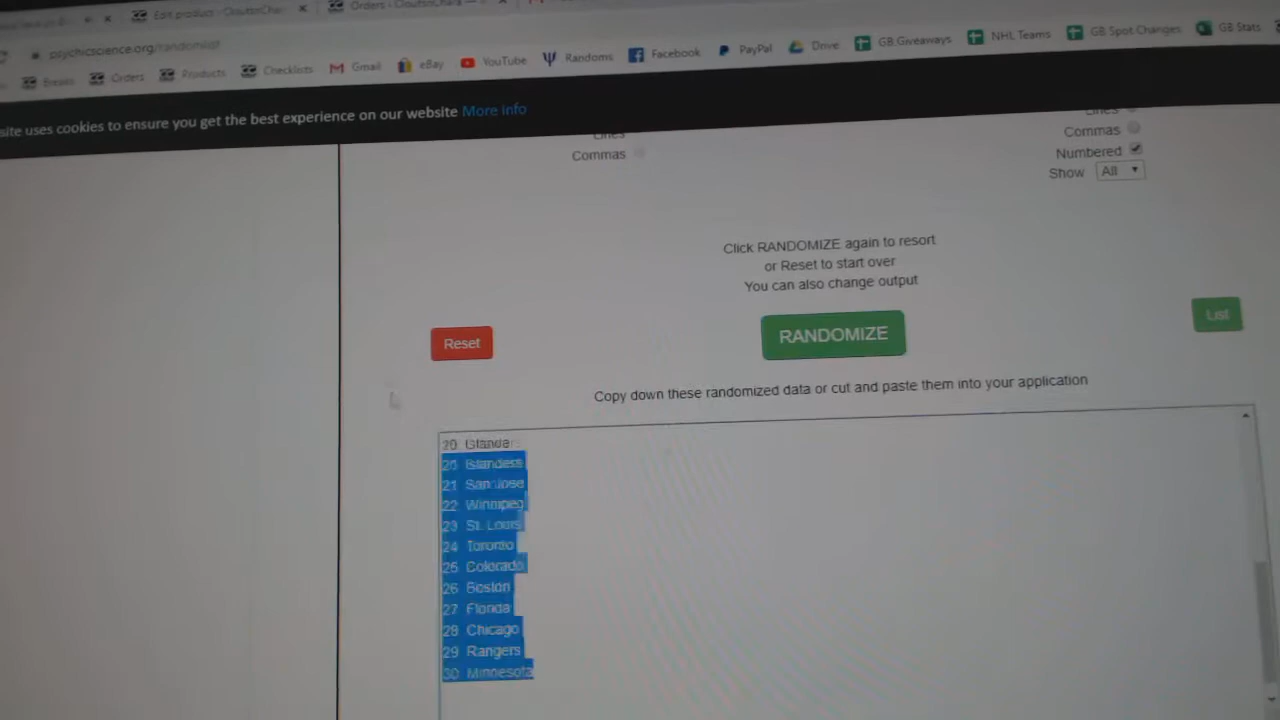 Edit product
Orders
psychicscience.org/randomlist
Breaks Orders Products Checklists Gmail eBay YouTube Randoms Facebook PayPal Drive GB Giveaways NHL Teams GB Spot Changes GB Stats
site uses cookies to ensure you get the best experience on our website More info
Lines
Commas
Lines
Commas
Numbered
Show All
Click RANDOMIZE again to resort
or Reset to start over
You can also change output
Reset
RANDOMIZE
List
Copy down these randomized data or cut and paste them into your application
20 Islanders
21 San Jose
22 Winnipeg
23 St. Louis
24 Toronto
25 Colorado
26 Boston
27 Florida
28 Chicago
29 Rangers
30 Minnesota